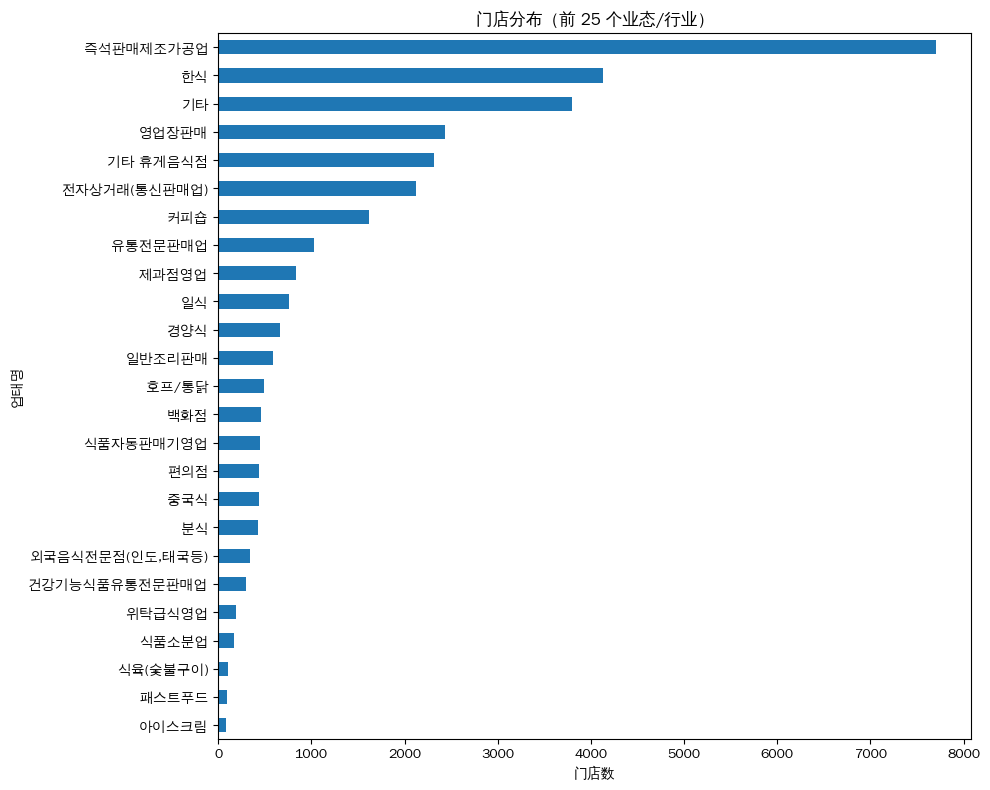 门店分布（前 25 个业态/行业）
즉석판매제조가공업
한식
기타
영업장판매
기타 휴게음식점
전자상거래(통신판매업)
커피숍
유통전문판매업
제과점영업
일식
경양식
일반조리판매
호프/통닭
백화점
식품자동판매기영업
편의점
중국식
분식
외국음식전문점(인도,태국등)
건강기능식품유통전문판매업
위탁급식영업
식품소분업
식육(숯불구이)
패스트푸드
아이스크림
업태명
0 1000 2000 3000 4000 5000 6000 7000 8000
门店数